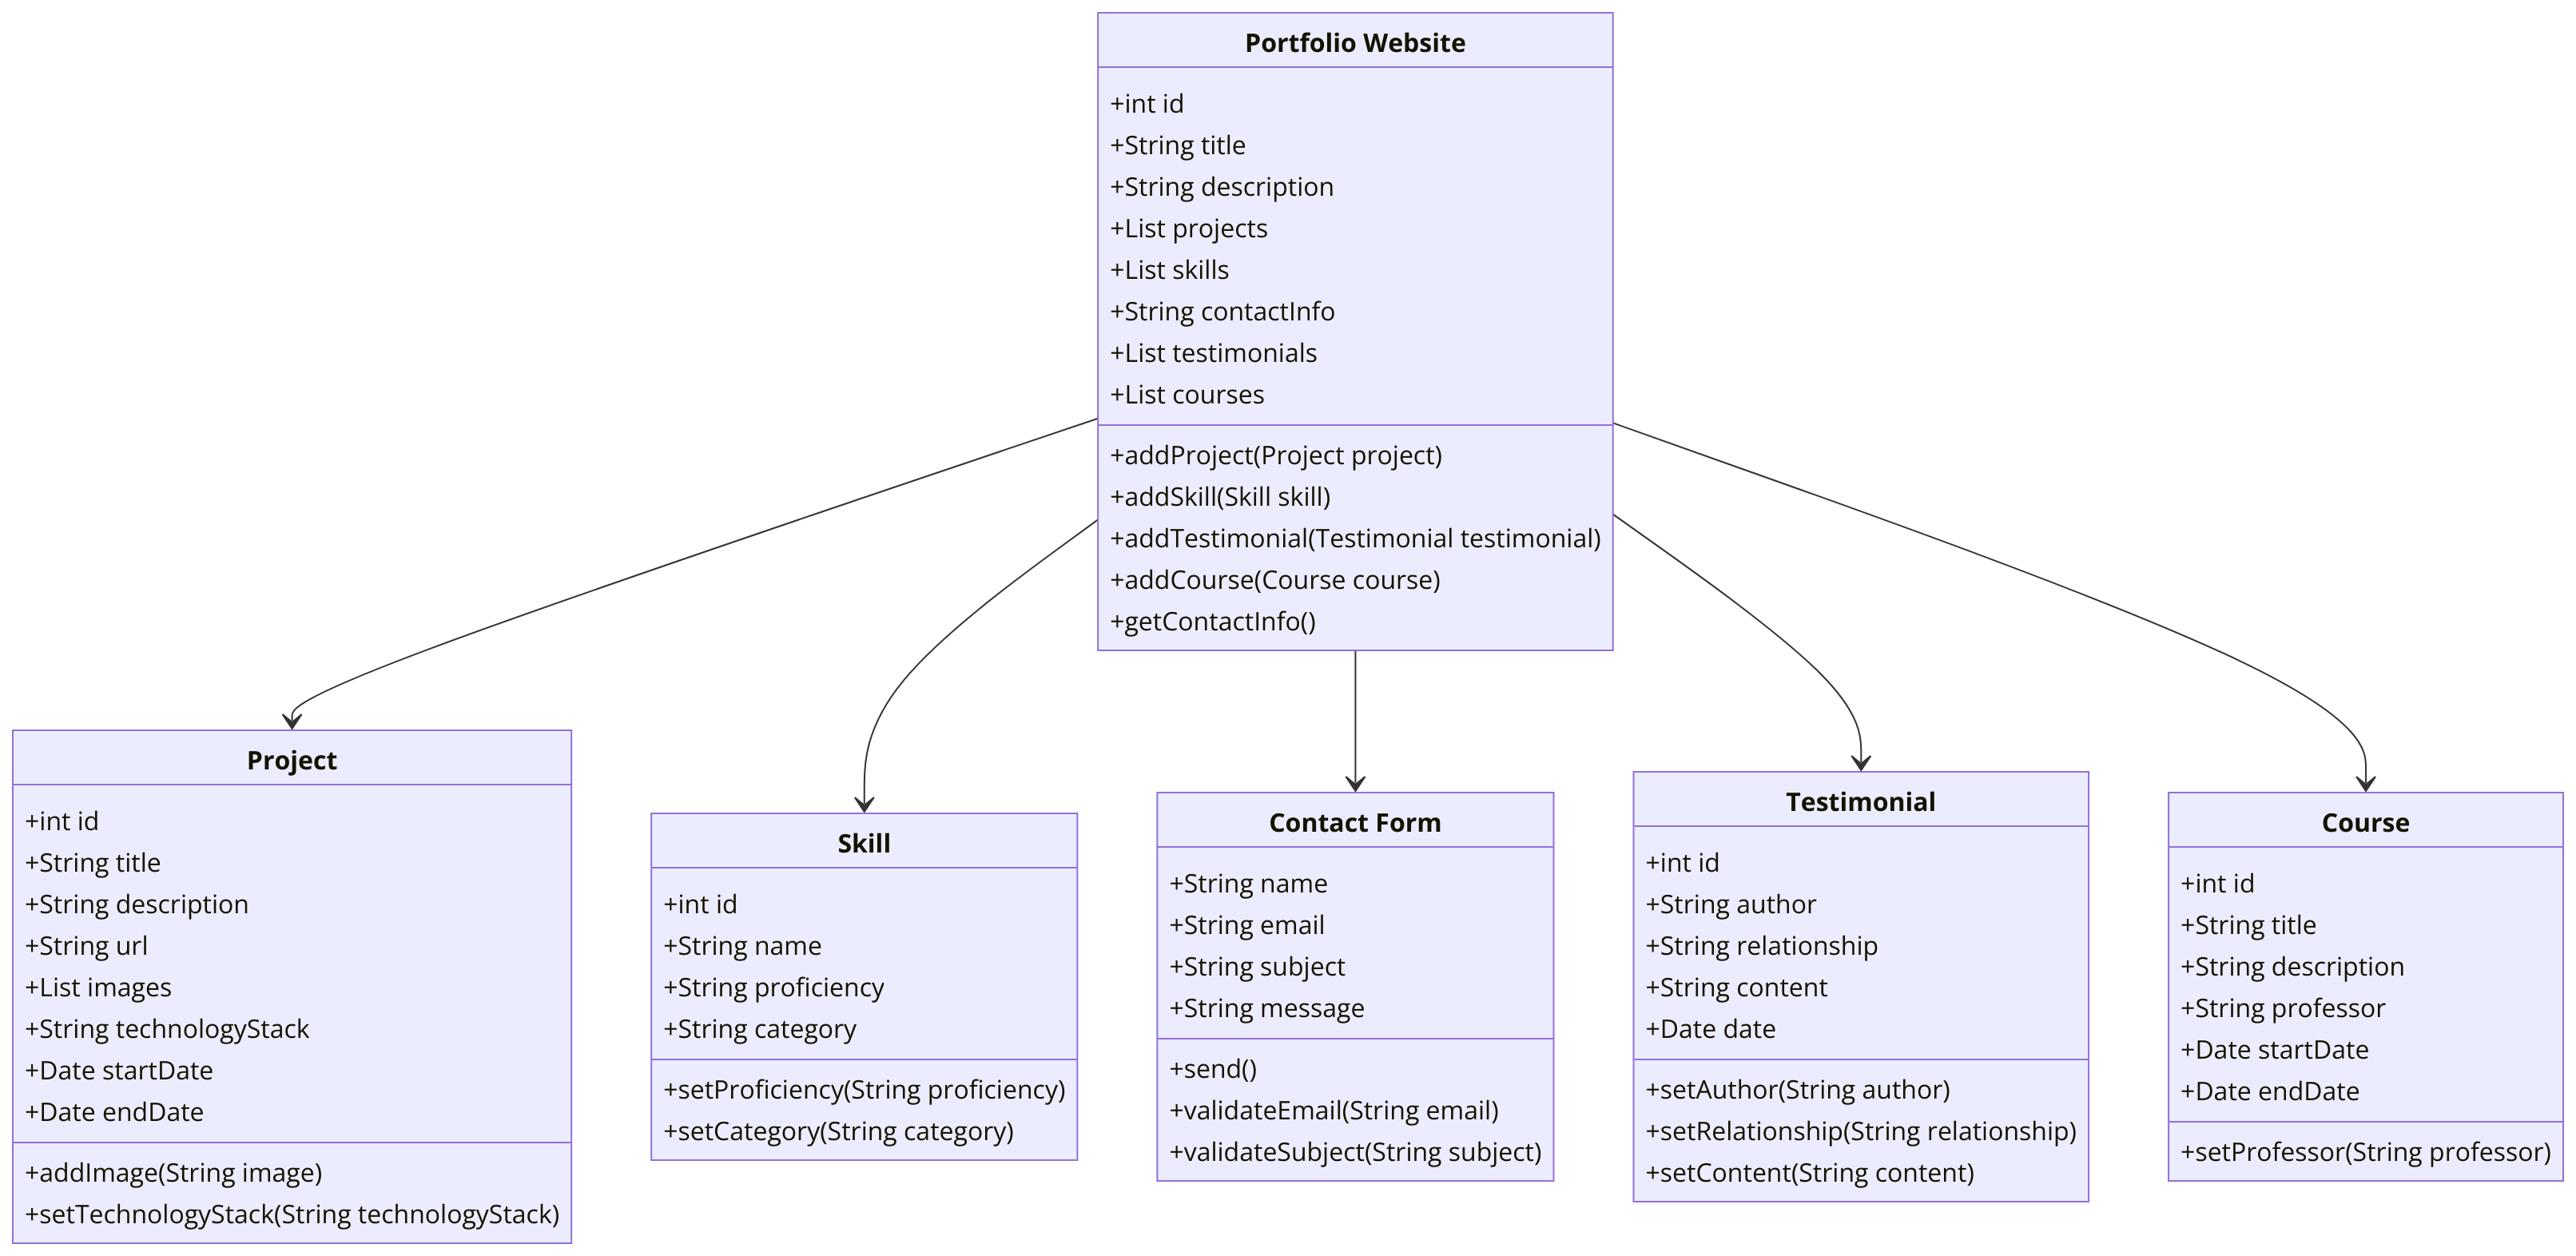 Portfolio Website
+int id
+String title
+String description
+List projects
+List skills
+String contactInfo
+List testimonials
+List courses
+addProject(Project project)
+addSkill(Skill skill)
+addTestimonial(Testimonial testimonial)
+addCourse(Course course)
+getContactInfo()
Project
+int id
+String title
+String description
+String url
+List images
+String technologyStack
+Date startDate
+Date endDate
+addImage(String image)
+setTechnologyStack(String technologyStack)
Skill
+int id
+String name
+String proficiency
+String category
+setProficiency(String proficiency)
+setCategory(String category)
Contact Form
+String name
+String email
+String subject
+String message
+send()
+validateEmail(String email)
+validateSubject(String subject)
Testimonial
+int id
+String author
+String relationship
+String content
+Date date
+setAuthor(String author)
+setRelationship(String relationship)
+setContent(String content)
Course
+int id
+String title
+String description
+String professor
+Date startDate
+Date endDate
+setProfessor(String professor)